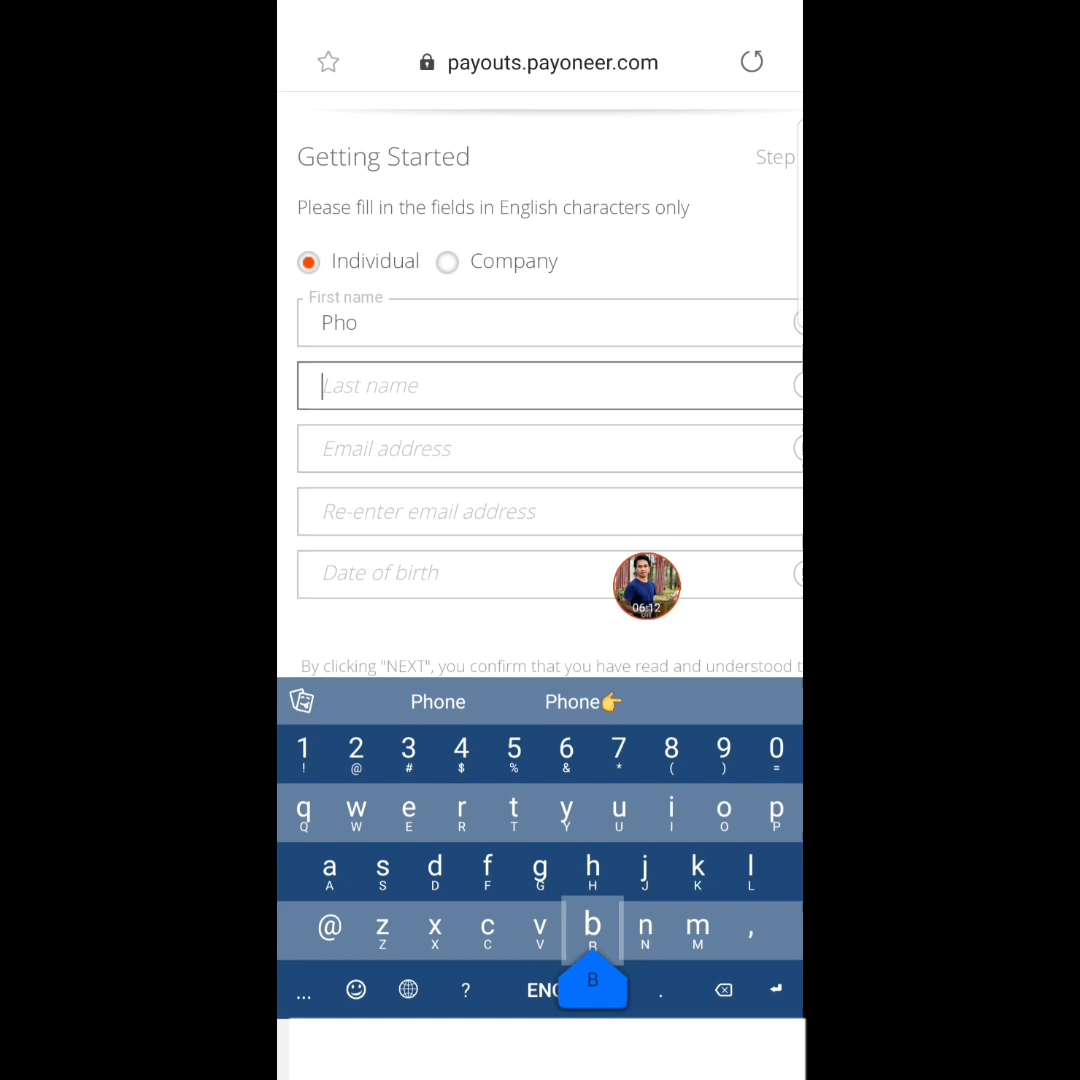 payouts.payoneer.com
Getting Started Step
Please fill in the fields in English characters only
Individual Company
First name
Pho
Last name
Email address
Re-enter email address
Date of birth
06:12
By clicking "NEXT", you confirm that you have read and understood
Phone Phone👉
1 2 3 4 5 6 7 8 9 0
! @ # $ % & * ( ) =
q w e r t y u i o p
Q W E R T Y U I O P
a s d f g h j k l
A S D F G H J K L
@ z x c v b n m ,
Z X C V B N M
... ? B .